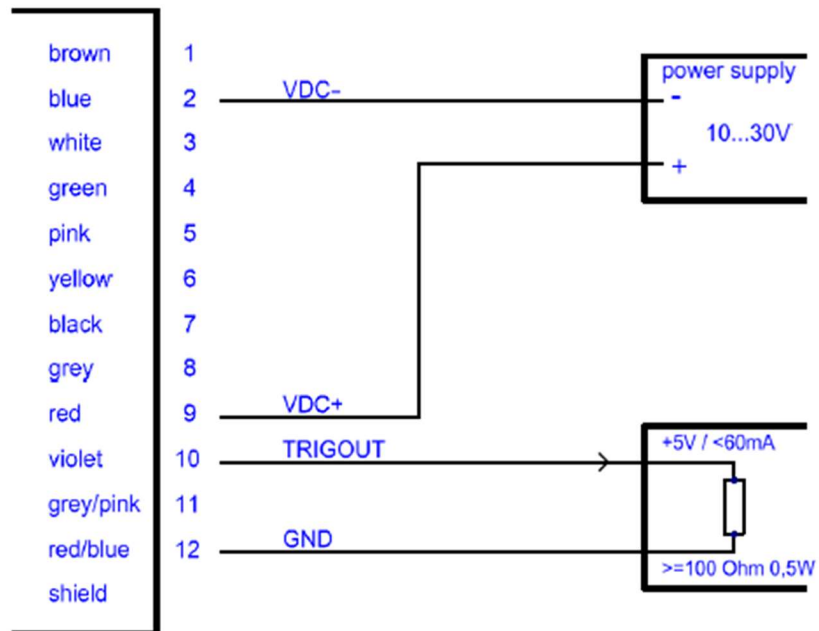 brown 1
blue 2 VDC–
white 3
green 4
pink 5
yellow 6
black 7
grey 8
red 9 VDC+
violet 10 TRIGOUT
grey/pink 11
red/blue 12 GND
shield
power supply
-
10...30V
+
+5V / <60mA
>=100 Ohm 0,5W